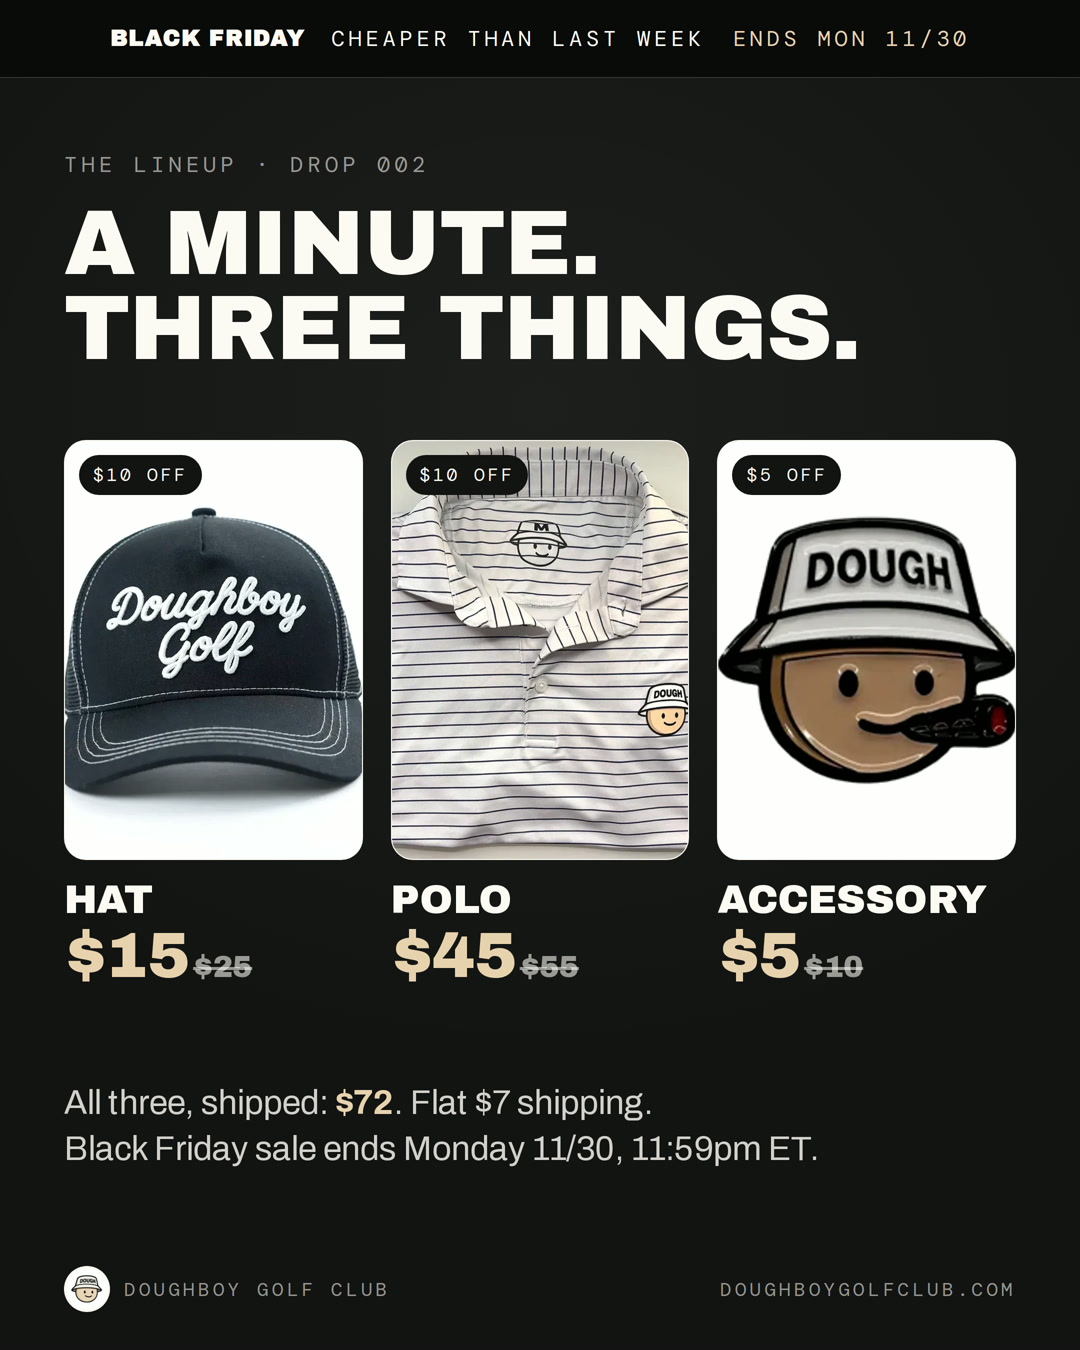 BLACK FRIDAY CHEAPER THAN LAST WEEK ENDS MON 11/30
THE LINEUP · DROP 002
A MINUTE.
THREE THINGS.
$10 OFF
Doughboy
Golf
$10 OFF
M
DOUGH
$5 OFF
DOUGH
HAT
$15 $25
POLO
$45 $55
ACCESSORY
$5 $10
All three, shipped: $72. Flat $7 shipping.
Black Friday sale ends Monday 11/30, 11:59pm ET.
DOUGH
DOUGHBOY GOLF CLUB
DOUGHBOYGOLFCLUB.COM